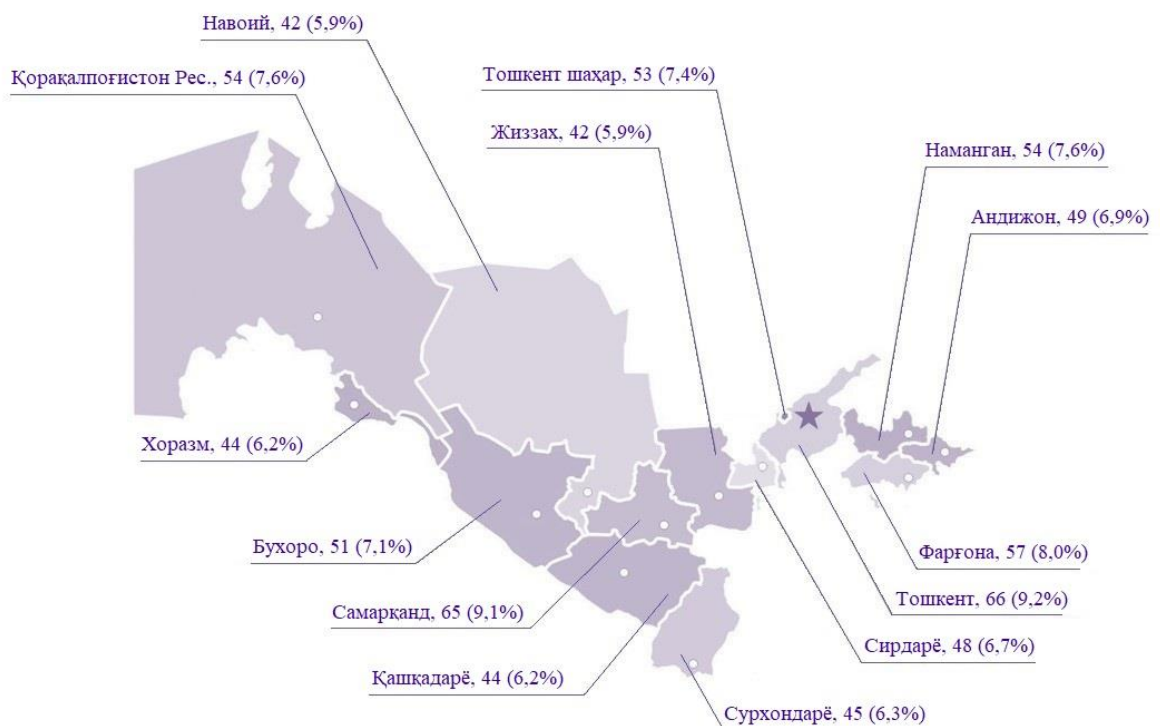 Навоий, 42 (5,9%)
Тошкент шаҳар, 53 (7,4%)
Қорақалпоғистон Рес., 54 (7,6%)
Жиззах, 42 (5,9%)
Наманган, 54 (7,6%)
Андижон, 49 (6,9%)
Хоразм, 44 (6,2%)
Бухоро, 51 (7,1%)
Фарғона, 57 (8,0%)
Тошкент, 66 (9,2%)
Самарқанд, 65 (9,1%)
Сирдарё, 48 (6,7%)
Қашқадарё, 44 (6,2%)
Сурхондарё, 45 (6,3%)